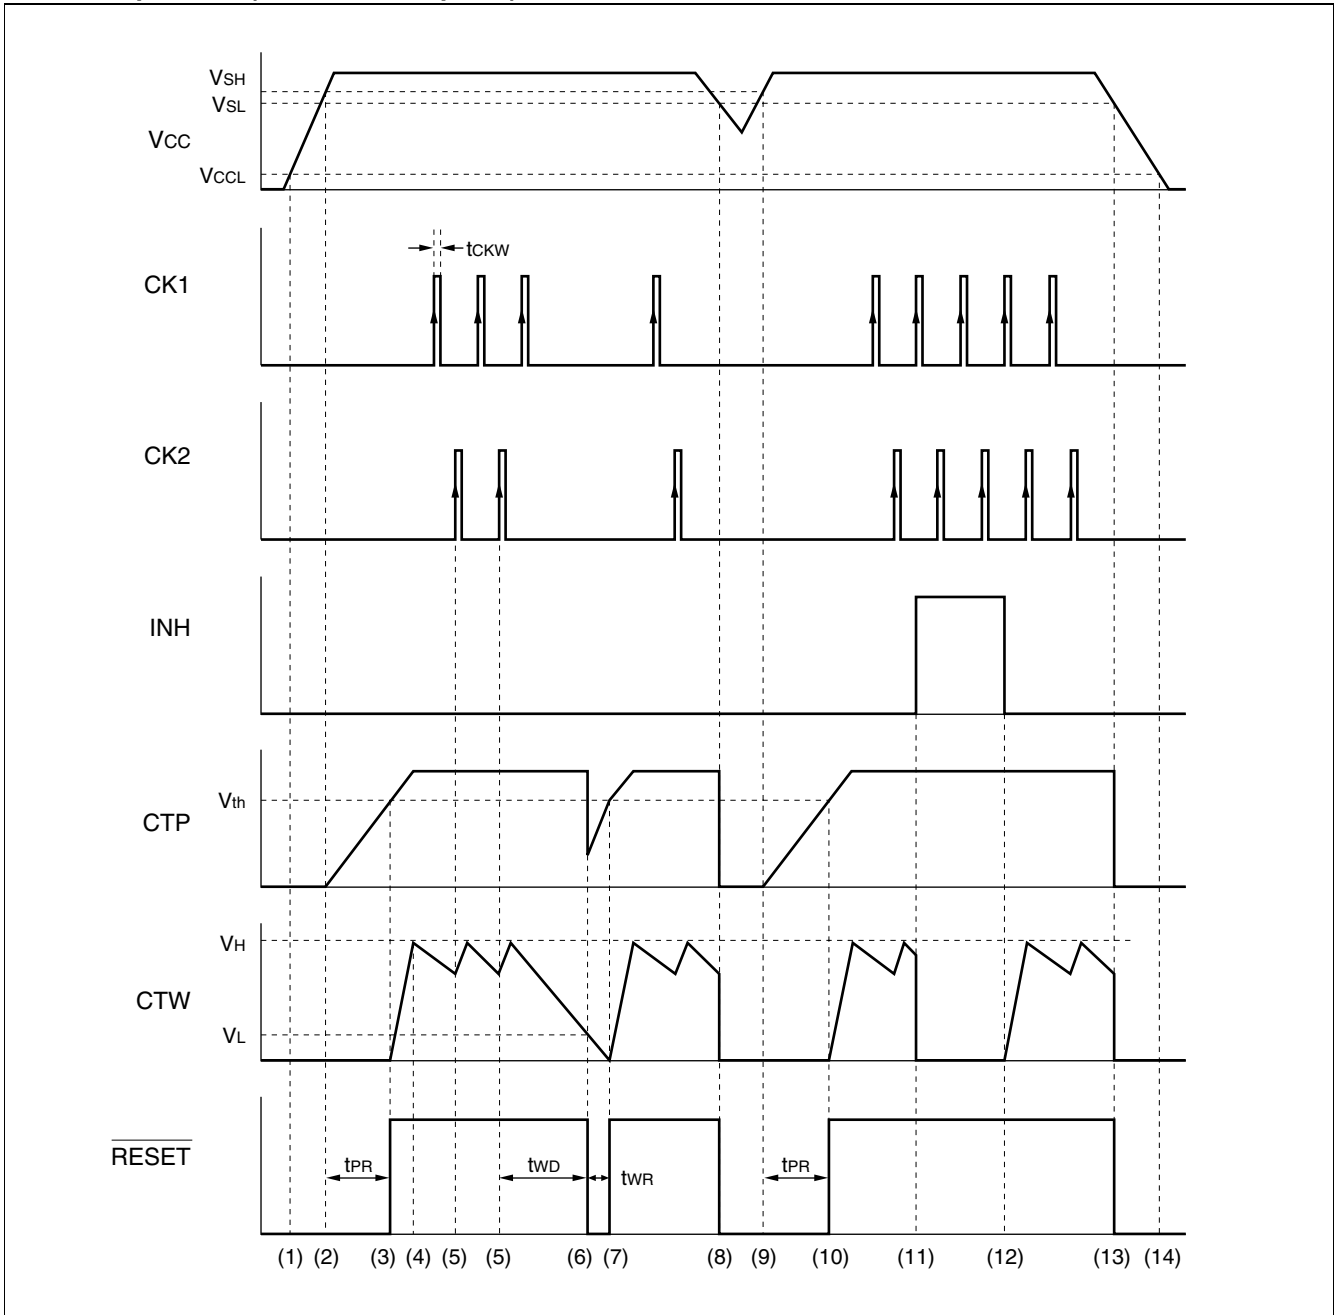 VSH
VSL
VCC
VCCL
tCKW
CK1
CK2
INH
Vth
CTP
VH
CTW
VL
RESET
tPR
tWD
tWR
tPR
(1) (2) (3) (4) (5) (5) (6) (7) (8) (9) (10) (11) (12) (13) (14)